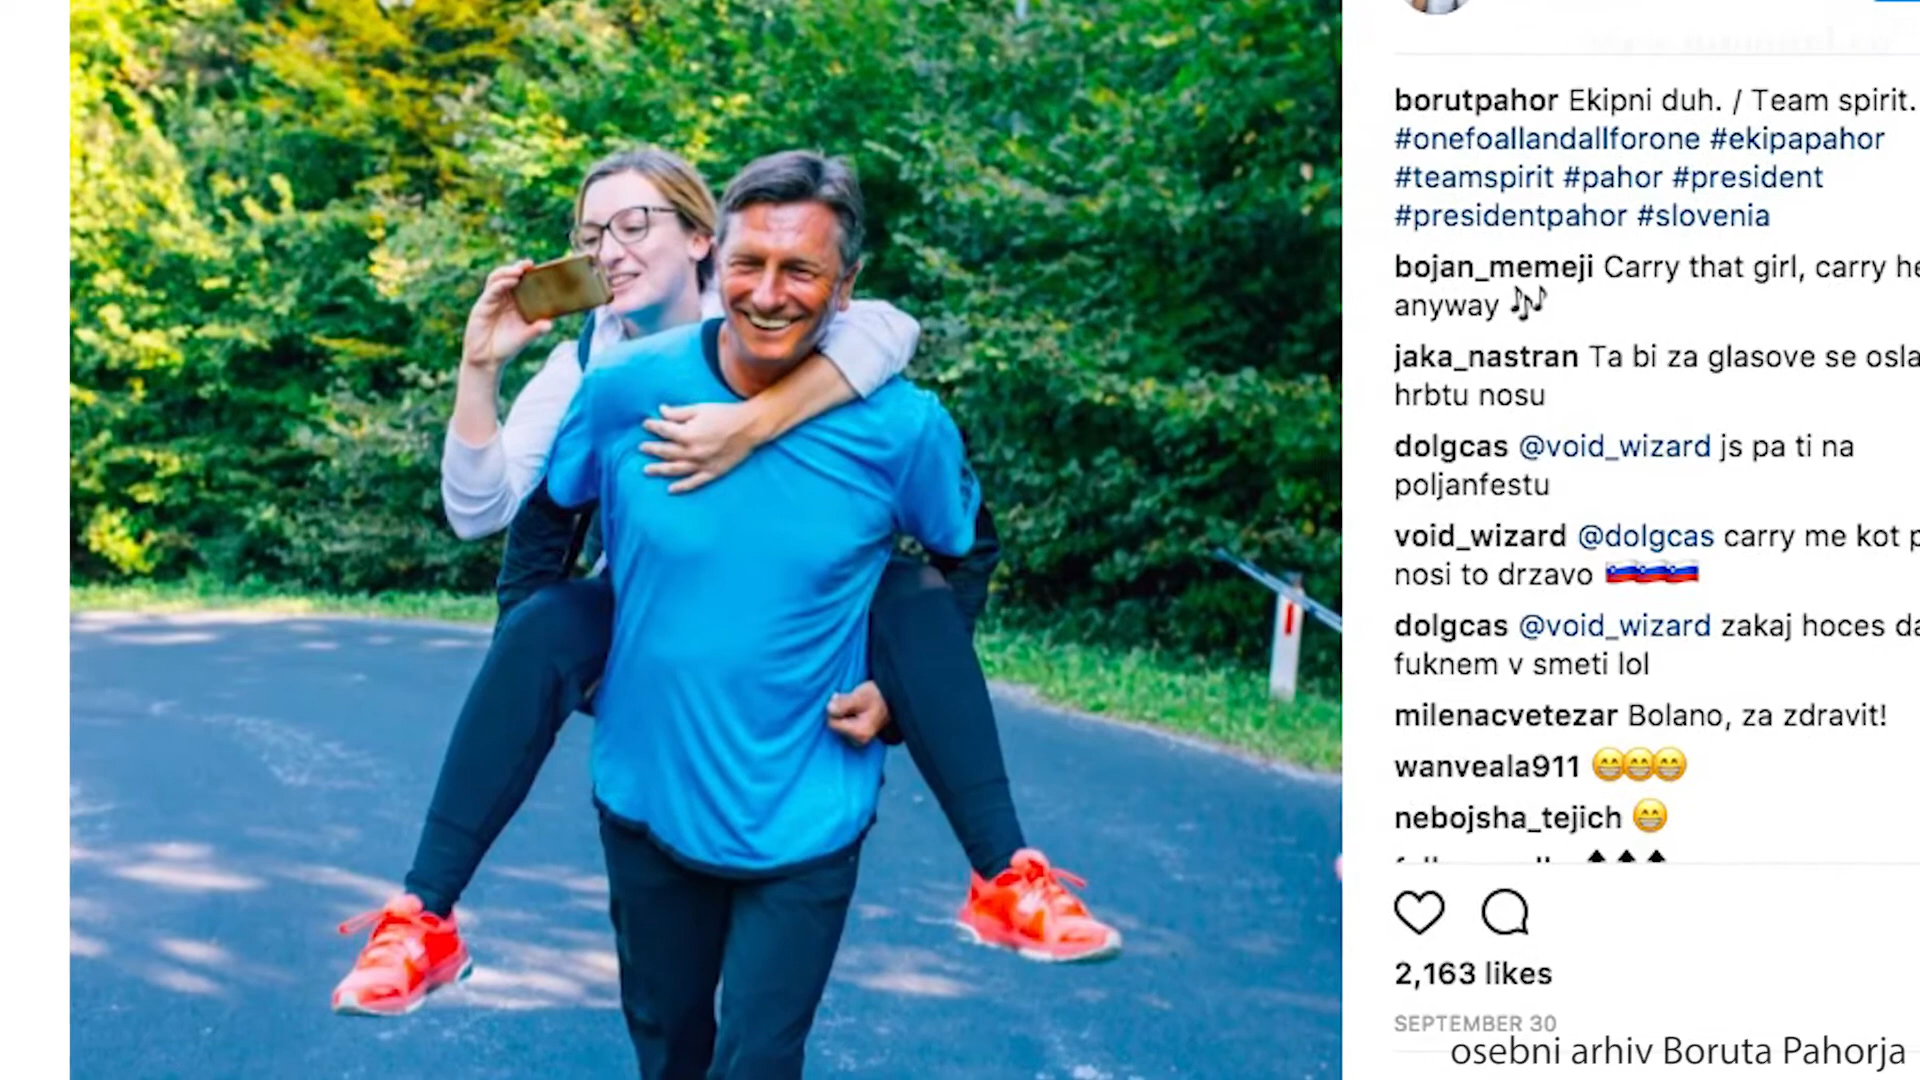 borutpahor Ekipni duh. / Team spirit.
#onefoallandallforone #ekipapahor
#teamspirit #pahor #president
#presidentpahor #slovenia
bojan_memeji Carry that girl, carry
anyway 🎶
jaka_nastran Ta bi za glasove se
hrbtu nosu
dolgcas @void_wizard js pa ti na
poljanfestu
void_wizard @dolgcas carry me kot
nosi to drzavo 🇸🇮🇸🇮🇸🇮
dolgcas @void_wizard zakaj hoces
fuknem v smeti lol
milenacvetezar Bolano, za zdravit!
wanveala911 😁😁😁
nebojsha_tejich 😁
2,163 likes
SEPTEMBER 30
osebni arhiv Boruta Pahorja